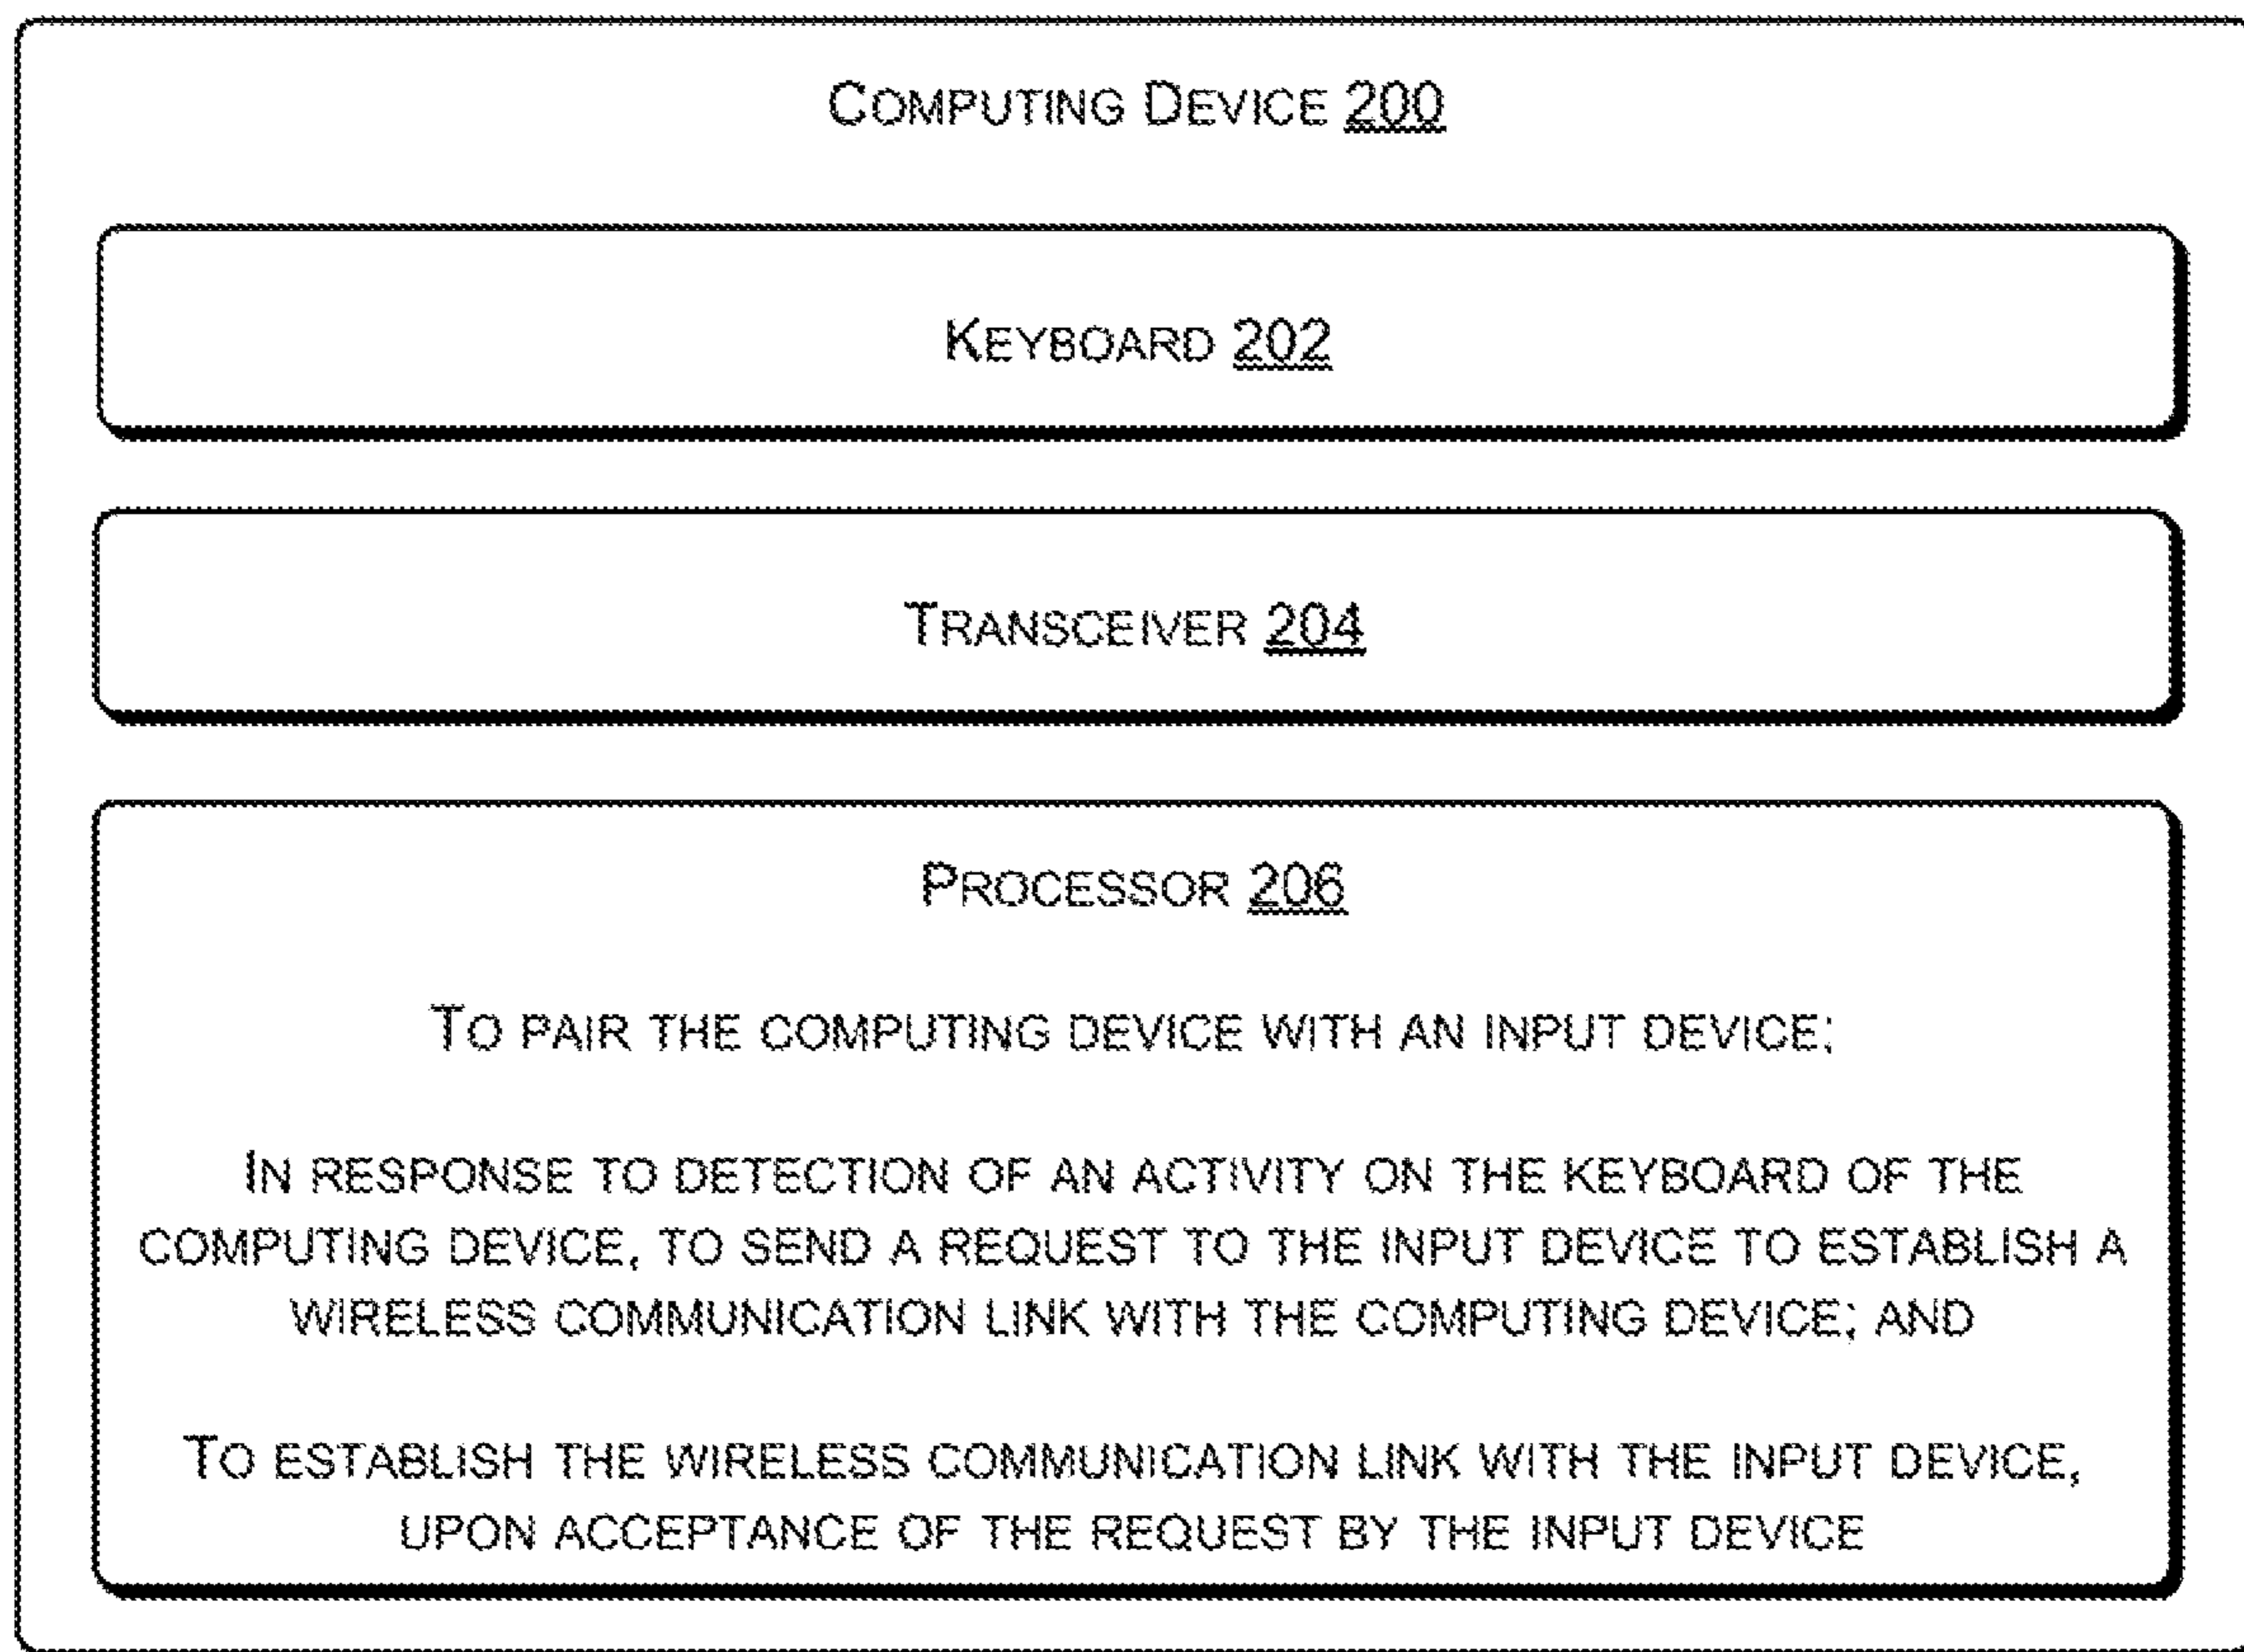 COMPUTING DEVICE 200
KEYBOARD 202
TRANSCEIVER 204
PROCESSOR 206
TO PAIR THE COMPUTING DEVICE WITH AN INPUT DEVICE;
IN RESPONSE TO DETECTION OF AN ACTIVITY ON THE KEYBOARD OF THE
COMPUTING DEVICE, TO SEND A REQUEST TO THE INPUT DEVICE TO ESTABLISH A
WIRELESS COMMUNICATION LINK WITH THE COMPUTING DEVICE; AND
TO ESTABLISH THE WIRELESS COMMUNICATION LINK WITH THE INPUT DEVICE,
UPON ACCEPTANCE OF THE REQUEST BY THE INPUT DEVICE